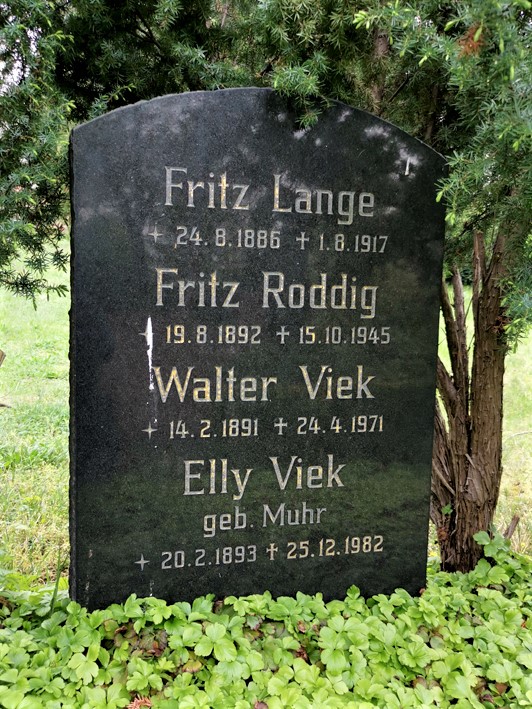 Fritz Lange
✦ 24.8.1886 ✝ 1.8.1917
Fritz Roddig
✦ 19.8.1892 ✝ 15.10.1945
Walter Viek
✦ 14.2.1891 ✝ 24.4.1971
Elly Viek
geb. Muhr
✦ 20.2.1893 ✝ 25.12.1982